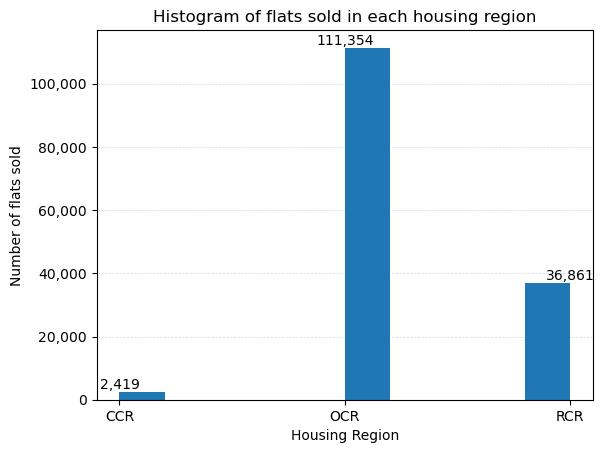 Histogram of flats sold in each housing region
111,354
100,000
80,000
60,000
40,000
36,861
20,000
2,419
0
CCR OCR RCR
Housing Region
Number of flats sold